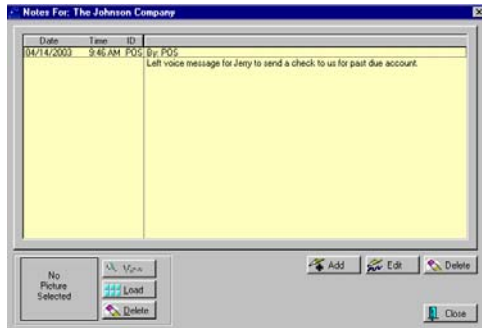 Notes For: The Johnson Company
Date Time ID
04/14/2003 9:46 AM POS By: POS
Left voice message for Jerry to send a check to us for past due account.
Add Edit Delete
No
Picture
Selected
View
Load
Delete
Close